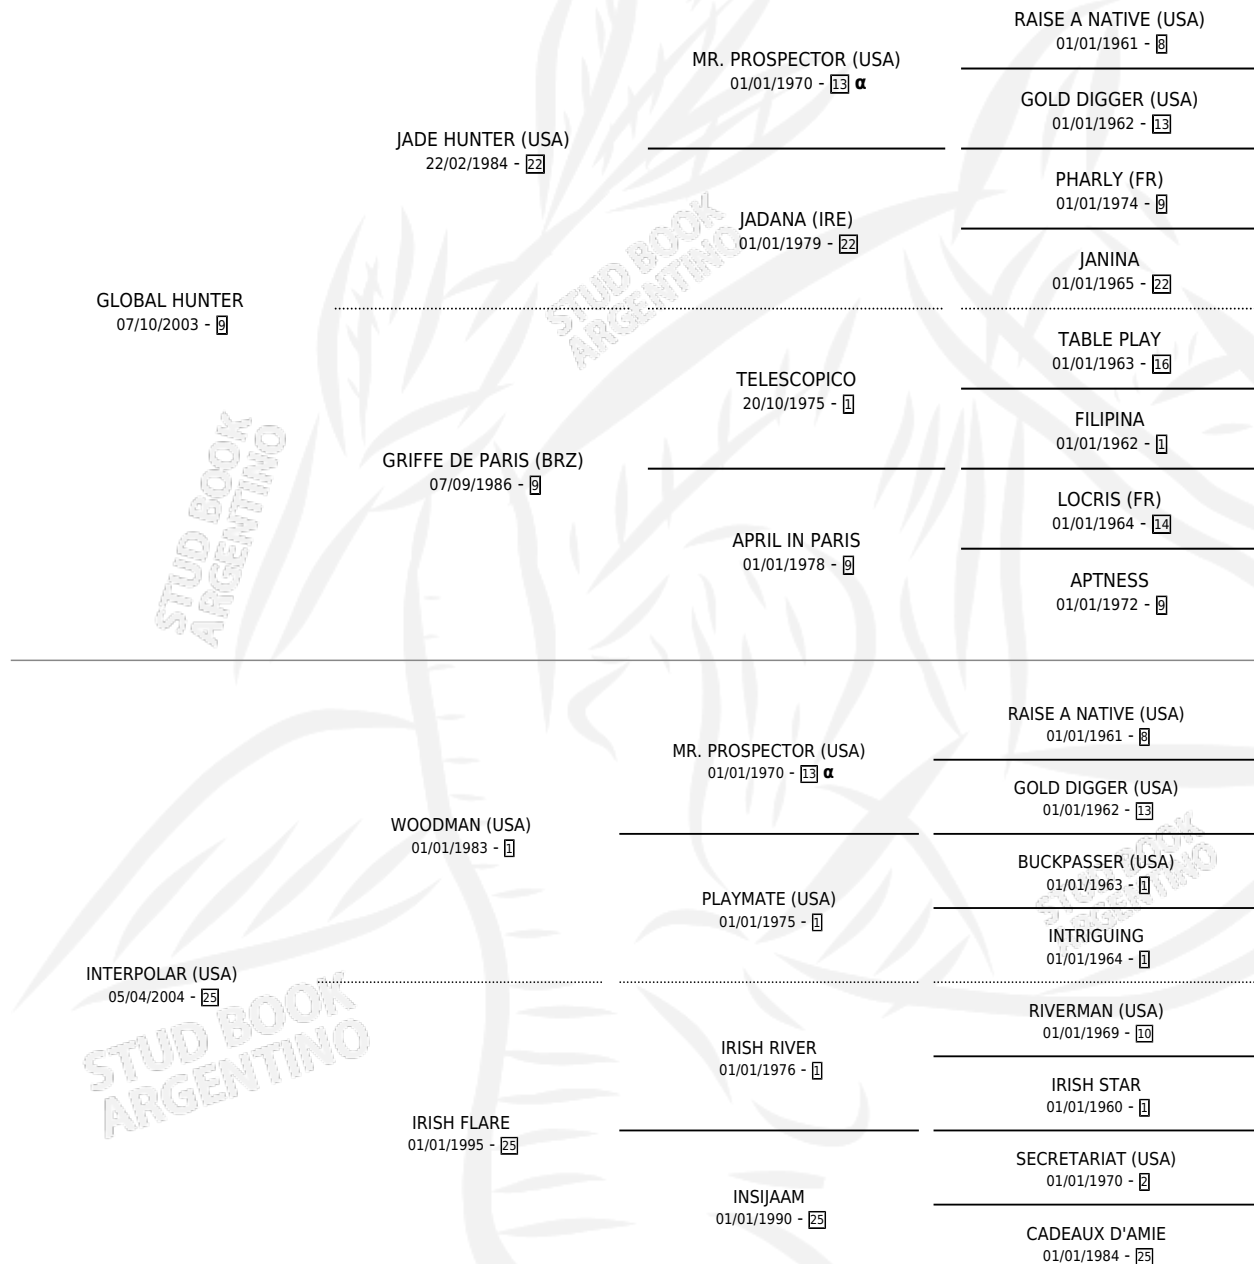 RAISE A NATIVE (USA)
01/01/1961 - 8
MR. PROSPECTOR (USA)
01/01/1970 - 13 α
GOLD DIGGER (USA)
01/01/1962 - 13
JADE HUNTER (USA)
22/02/1984 - 22
PHARLY (FR)
01/01/1974 - 9
JADANA (IRE)
01/01/1979 - 22
JANINA
01/01/1965 - 22
GLOBAL HUNTER
07/10/2003 - 9
STUD BOOK
ARGENTINO
TABLE PLAY
01/01/1963 - 16
TELESCOPICO
20/10/1975 - 1
FILIPINA
01/01/1962 - 1
GRIFFE DE PARIS (BRZ)
07/09/1986 - 9
LOCRIS (FR)
01/01/1964 - 14
APRIL IN PARIS
01/01/1978 - 9
APTNESS
01/01/1972 - 9
STUD BOOK
ARGENTINO
RAISE A NATIVE (USA)
01/01/1961 - 8
MR. PROSPECTOR (USA)
01/01/1970 - 13 α
GOLD DIGGER (USA)
01/01/1962 - 13
WOODMAN (USA)
01/01/1983 - 1
BUCKPASSER (USA)
01/01/1963 - 1
PLAYMATE (USA)
01/01/1975 - 1
INTRIGUING
01/01/1964 - 1
STUD BOOK
ARGENTINO
INTERPOLAR (USA)
05/04/2004 - 25
RIVERMAN (USA)
01/01/1969 - 10
IRISH RIVER
01/01/1976 - 1
IRISH STAR
01/01/1960 - 1
STUD BOOK
ARGENTINO
IRISH FLARE
01/01/1995 - 25
SECRETARIAT (USA)
01/01/1970 - 2
INSIJAAM
01/01/1990 - 25
CADEAUX D'AMIE
01/01/1984 - 25